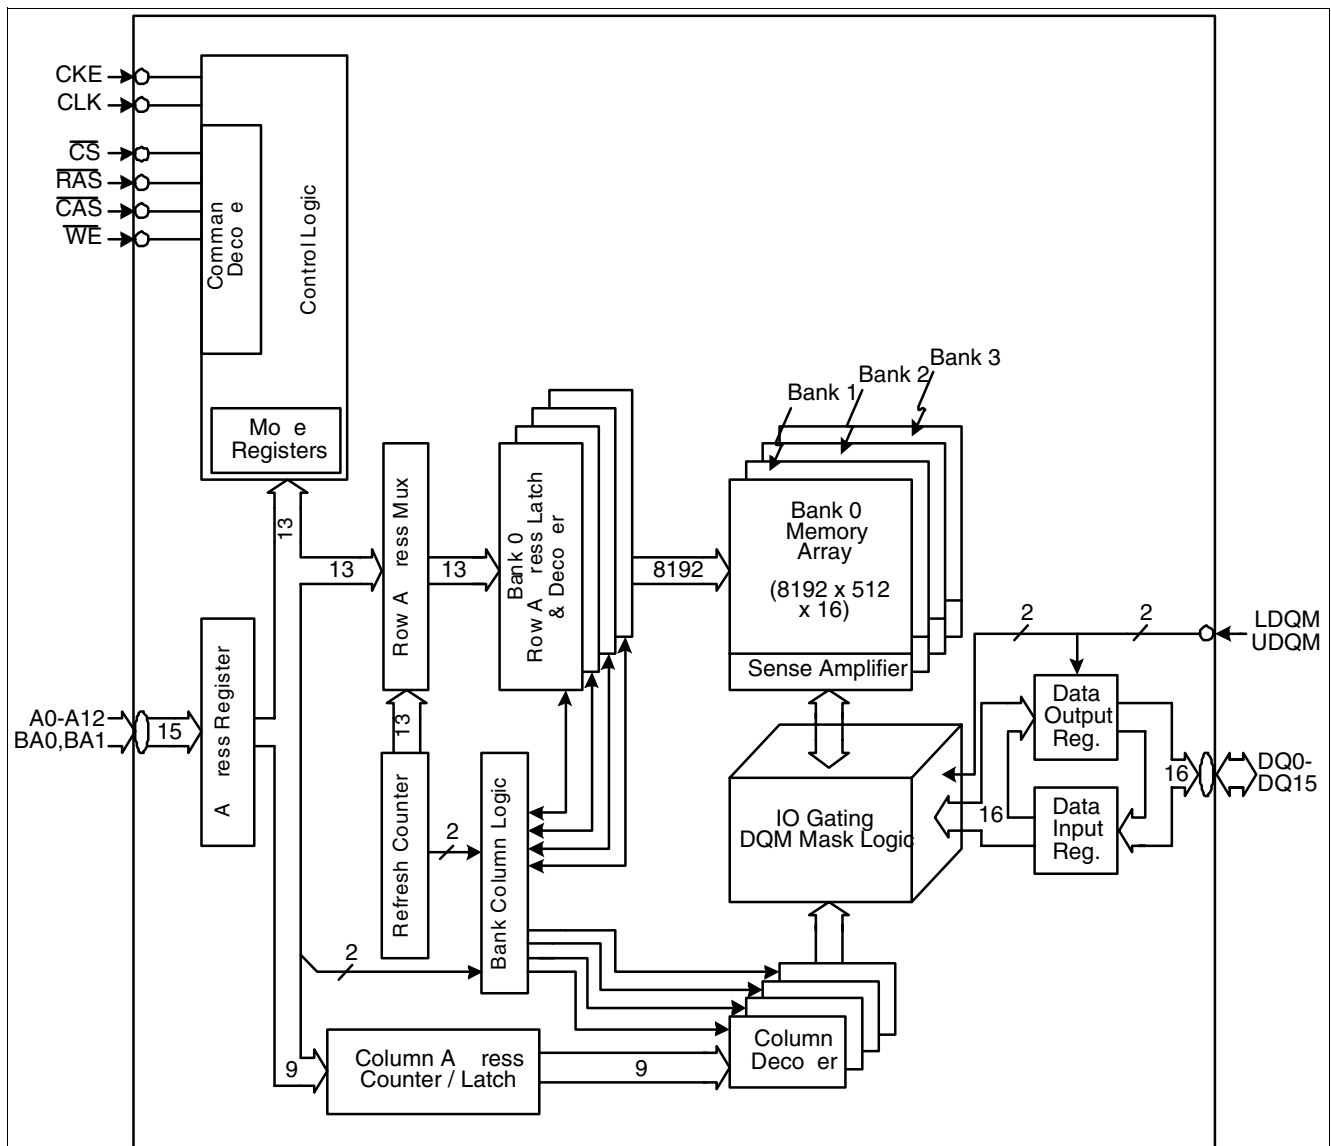 CKE
CLK
CS
RAS
CAS
WE
Comman
Deco e
Control Logic
Mo e
Registers
13
13
Row A ress Mux
13
Bank 0
Row A ress Latch
& Deco er
8192
Bank 1
Bank 2
Bank 3
Bank 0
Memory
Array
(8192 x 512
x 16)
Sense Amplifier
2
2
LDQM
UDQM
A0-A12
BA0,BA1
15
A ress Register
13
Refresh Counter
2
Bank Column Logic
IO Gating
DQM Mask Logic
16
Data
Output
Reg.
Data
Input
Reg.
16
DQ0-
DQ15
2
9
Column A ress
Counter / Latch
9
Column
Deco er